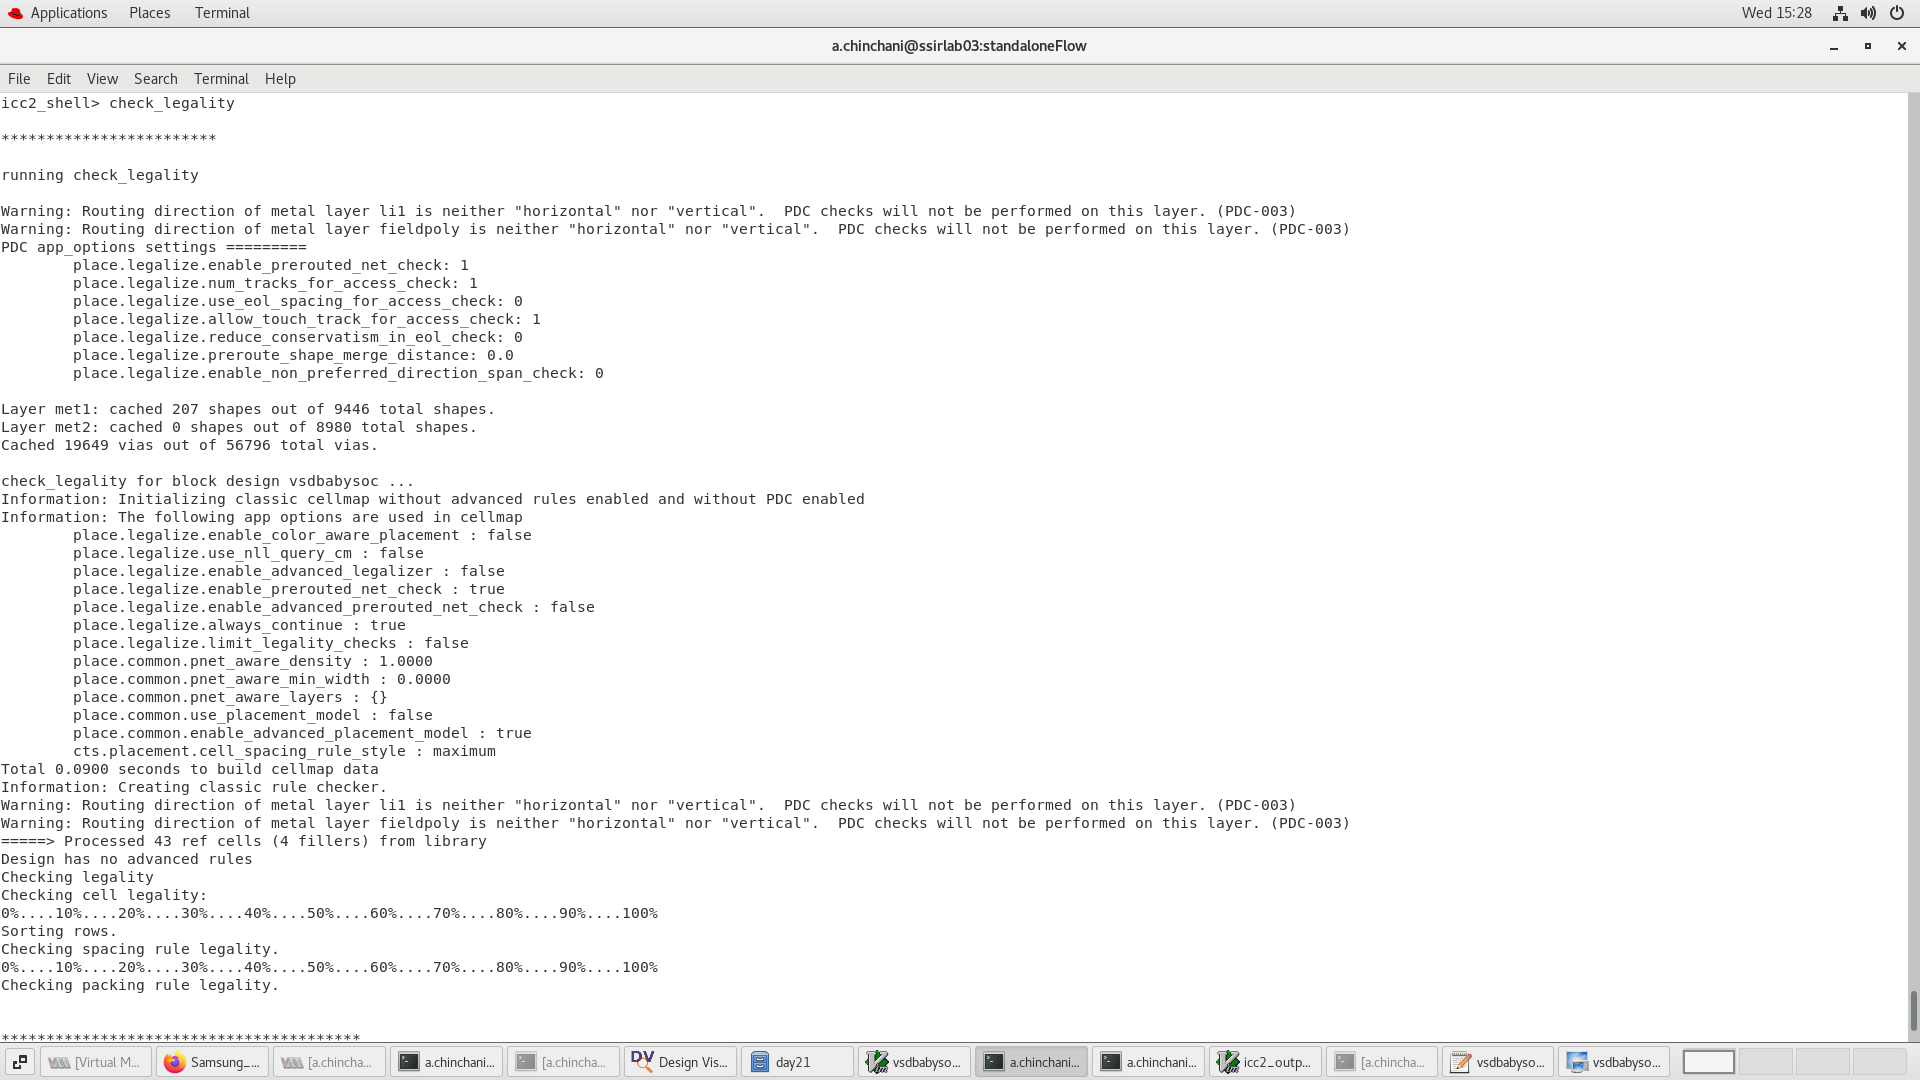 Applications Places Terminal Wed 15:28
a.chinchani@ssirlab03:standaloneFlow
File Edit View Search Terminal Help
icc2_shell> check_legality
************************
running check_legality
Warning: Routing direction of metal layer li1 is neither "horizontal" nor "vertical".  PDC checks will not be performed on this layer. (PDC-003)
Warning: Routing direction of metal layer fieldpoly is neither "horizontal" nor "vertical".  PDC checks will not be performed on this layer. (PDC-003)
PDC app_options settings =========
place.legalize.enable_prerouted_net_check: 1
place.legalize.num_tracks_for_access_check: 1
place.legalize.use_eol_spacing_for_access_check: 0
place.legalize.allow_touch_track_for_access_check: 1
place.legalize.reduce_conservatism_in_eol_check: 0
place.legalize.preroute_shape_merge_distance: 0.0
place.legalize.enable_non_preferred_direction_span_check: 0
Layer met1: cached 207 shapes out of 9446 total shapes.
Layer met2: cached 0 shapes out of 8980 total shapes.
Cached 19649 vias out of 56796 total vias.
check_legality for block design vsdbabysoc ...
Information: Initializing classic cellmap without advanced rules enabled and without PDC enabled
Information: The following app options are used in cellmap
place.legalize.enable_color_aware_placement : false
place.legalize.use_nll_query_cm : false
place.legalize.enable_advanced_legalizer : false
place.legalize.enable_prerouted_net_check : true
place.legalize.enable_advanced_prerouted_net_check : false
place.legalize.always_continue : true
place.legalize.limit_legality_checks : false
place.common.pnet_aware_density : 1.0000
place.common.pnet_aware_min_width : 0.0000
place.common.pnet_aware_layers : {}
place.common.use_placement_model : false
place.common.enable_advanced_placement_model : true
cts.placement.cell_spacing_rule_style : maximum
Total 0.0900 seconds to build cellmap data
Information: Creating classic rule checker.
Warning: Routing direction of metal layer li1 is neither "horizontal" nor "vertical".  PDC checks will not be performed on this layer. (PDC-003)
Warning: Routing direction of metal layer fieldpoly is neither "horizontal" nor "vertical".  PDC checks will not be performed on this layer. (PDC-003)
=====> Processed 43 ref cells (4 fillers) from library
Design has no advanced rules
Checking legality
Checking cell legality:
0%....10%....20%....30%....40%....50%....60%....70%....80%....90%....100%
Sorting rows.
Checking spacing rule legality.
0%....10%....20%....30%....40%....50%....60%....70%....80%....90%....100%
Checking packing rule legality.
****************************************
[Virtual M... Samsung_... [a.chincha... a.chinchani... [a.chincha... Design Vis... day21 vsdbabyso... a.chinchani... a.chinchani... icc2_outp... [a.chincha... vsdbabyso... vsdbabyso...